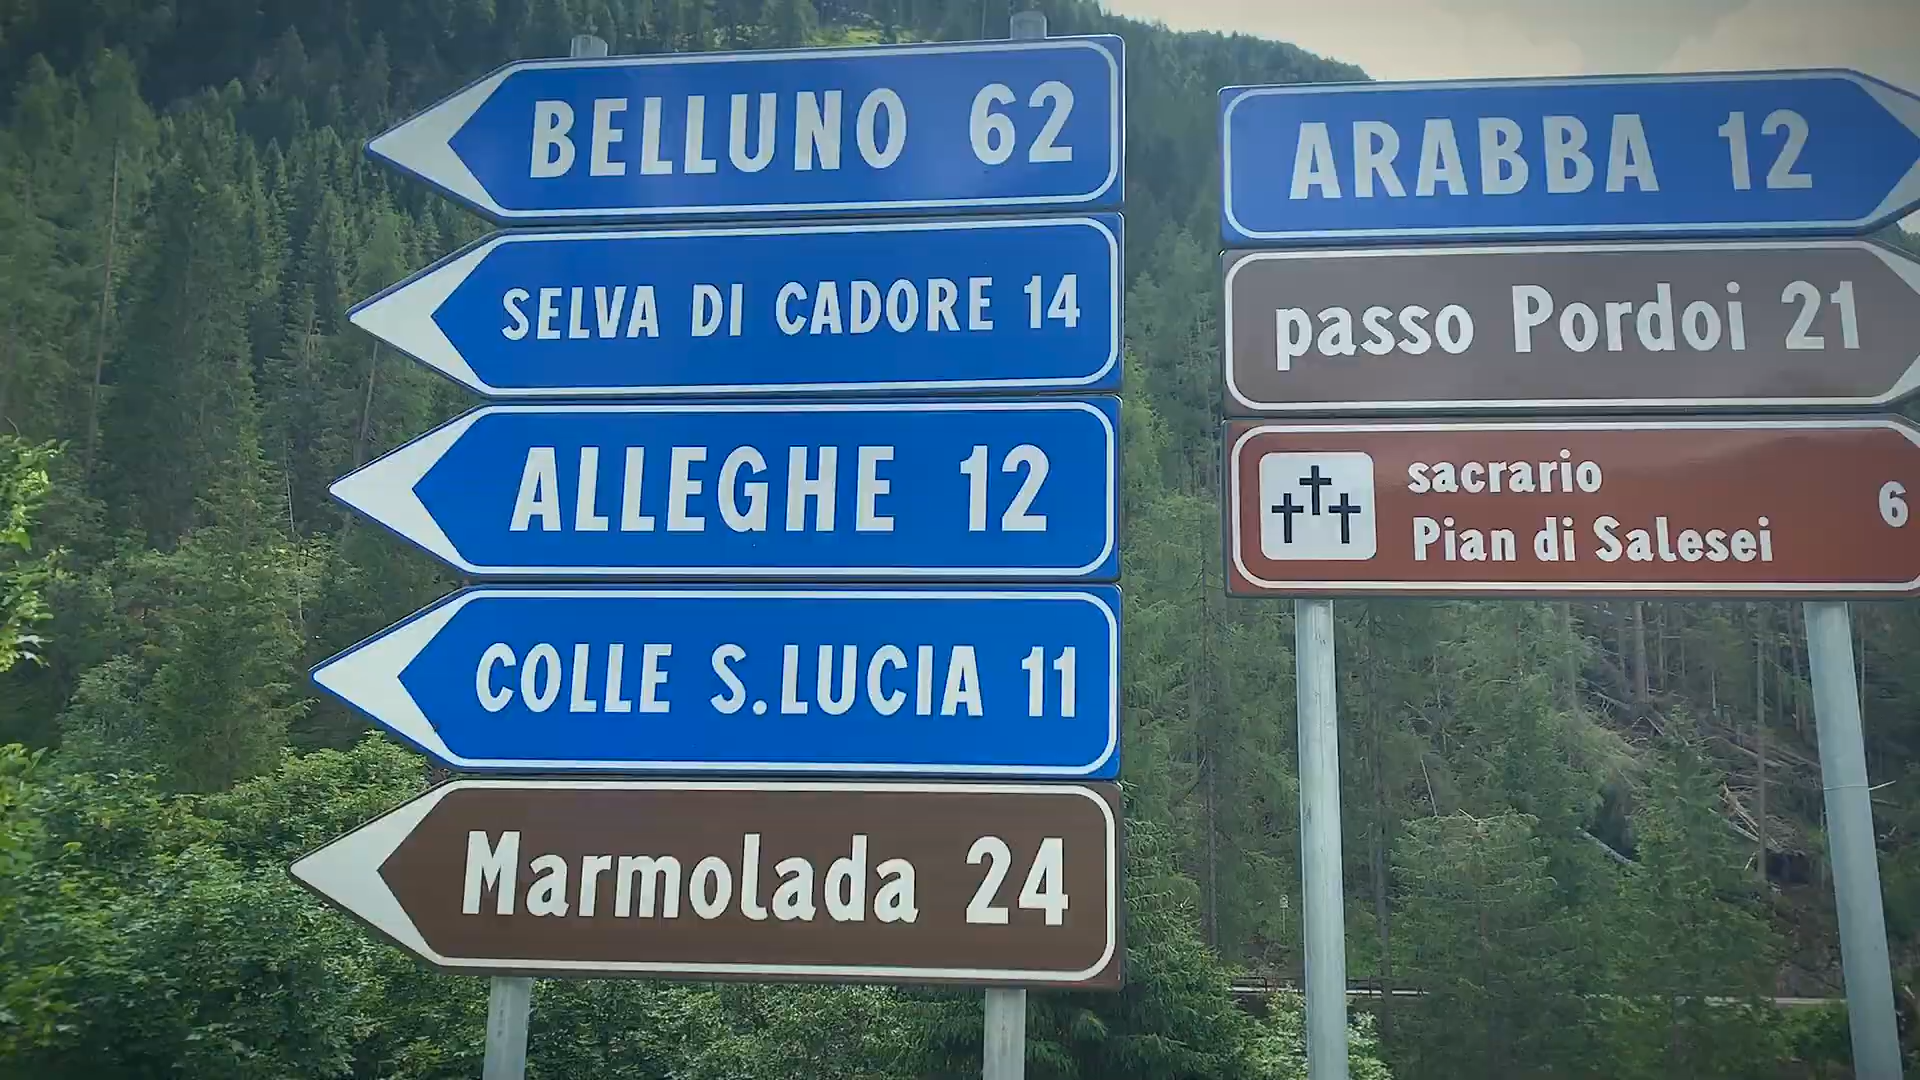 BELLUNO 62
SELVA DI CADORE 14
ALLEGHE 12
COLLE S.LUCIA 11
Marmolada 24
ARABBA 12
passo Pordoi 21
sacrario
Pian di Salesei 6